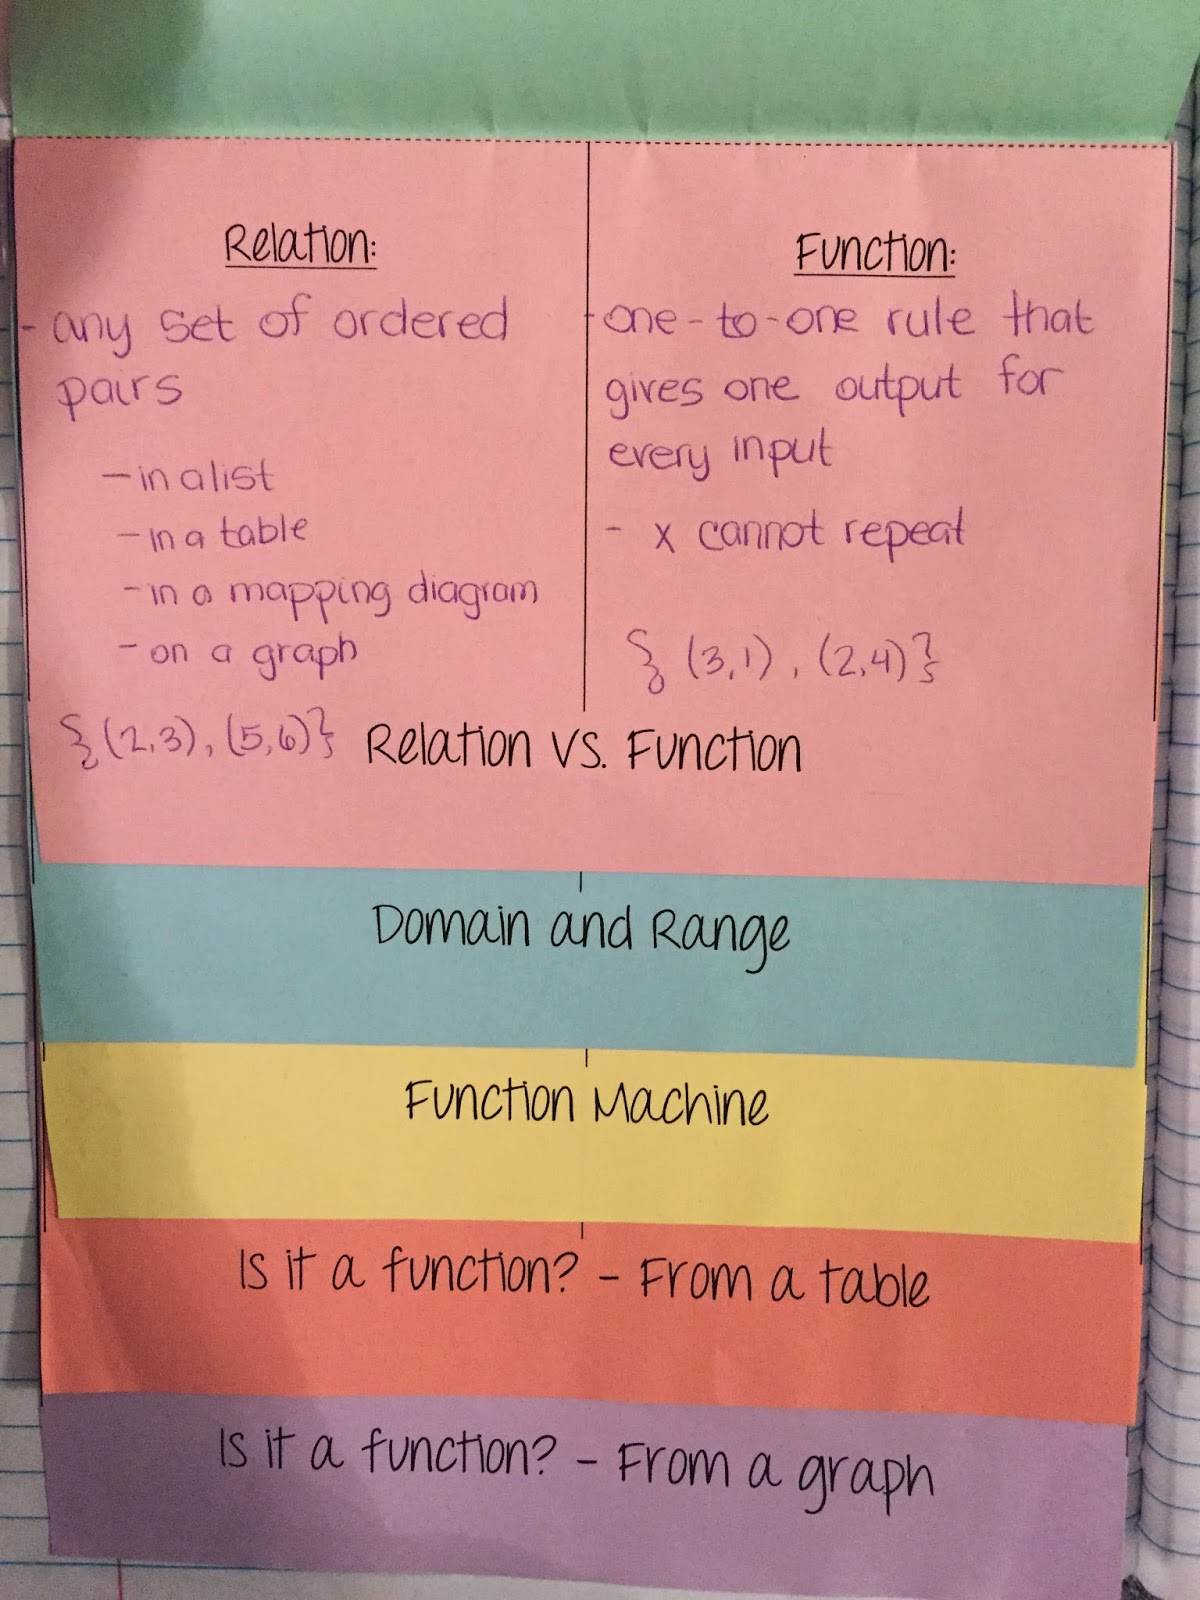 Relation:
- any set of ordered
pairs
- in a list
- in a table
- in a mapping diagram
- on a graph
{(2,3), (5,6)}
Function:
- one-to-one rule that
gives one output for
every input
- x cannot repeat
{(3,1), (2,4)}
Relation vs. Function
Domain and Range
Function Machine
Is it a function? - From a table
Is it a function? - From a graph